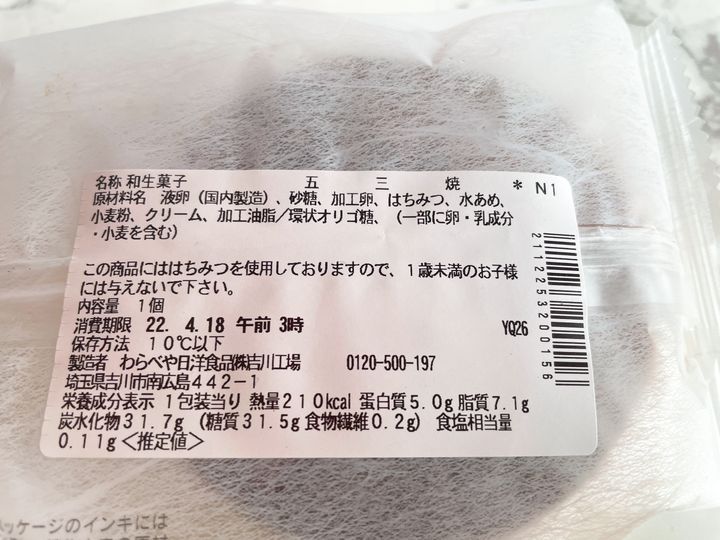 名称 和生菓子 五 三 焼 * N1
原材料名 液卵（国内製造）、砂糖、加工卵、はちみつ、水あめ、
小麦粉、クリーム、加工油脂／環状オリゴ糖、（一部に卵・乳成分
・小麦を含む）
この商品にははちみつを使用しておりますので、1歳未満のお子様
には与えないで下さい。
内容量 1個
消費期限 22. 4.18 午前 3時 YQ26
保存方法 10℃以下
製造者 わらべや日洋食品㈱吉川工場 0120-500-197
埼玉県吉川市南広島442-1
栄養成分表示 1包装当り 熱量210kcal 蛋白質5.0g 脂質7.1g
炭水化物31.7g（糖質31.5g 食物繊維0.2g） 食塩相当量
0.11g＜推定値＞
2112253200156
ッケージのインキには